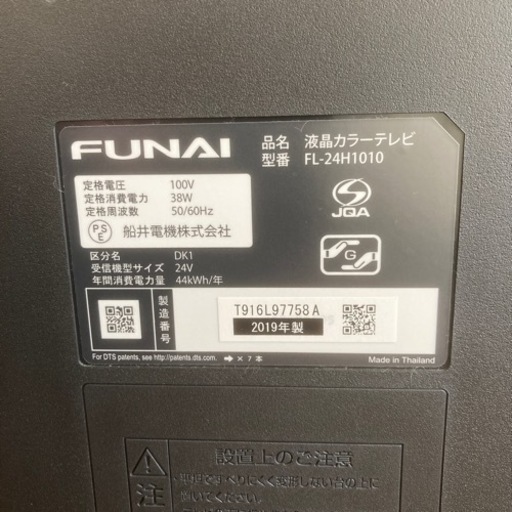 FUNAI
品名 液晶カラーテレビ
型番 FL-24H1010
定格電圧 100V
定格消費電力 38W
定格周波数 50/60Hz
PSE 船井電機株式会社
JQA
区分名 DK1
受信機型サイズ 24V
年間消費電力量 44kWh/年
G
製造番号
T916L97758A
2019年製
For DTS patents, see http://patents.dts.com.
➔ × 7 本
Made in Thailand
設置上のご注意
注